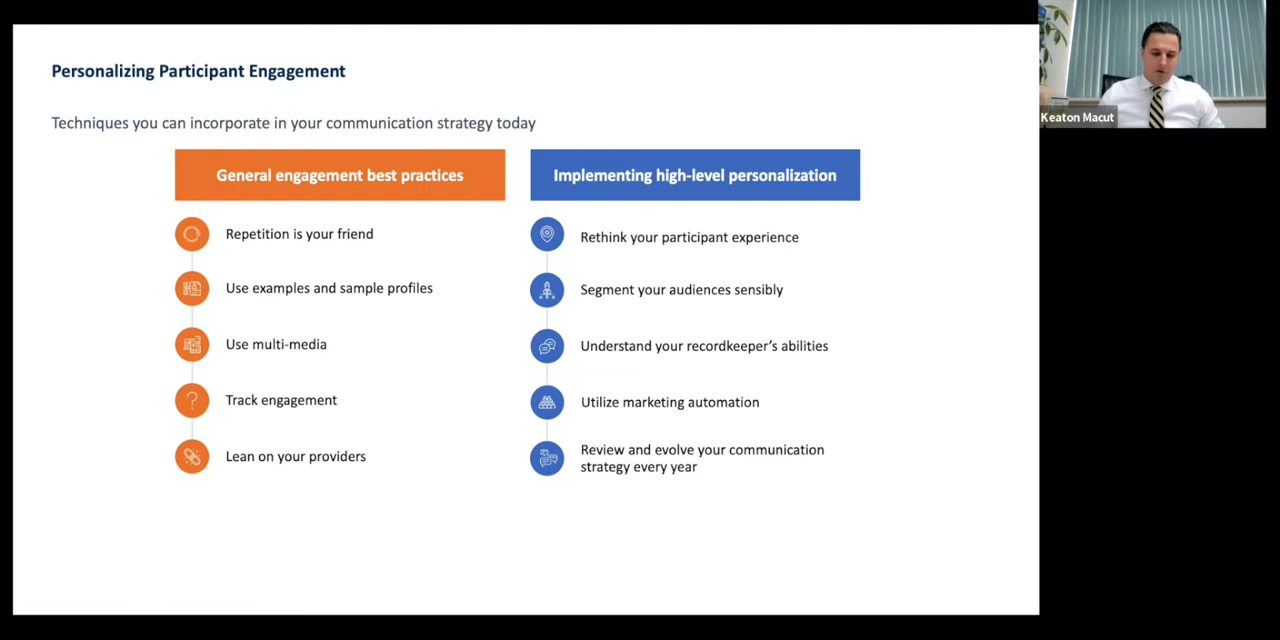 Personalizing Participant Engagement
Techniques you can incorporate in your communication strategy today
General engagement best practices
Repetition is your friend
Use examples and sample profiles
Use multi-media
Track engagement
Lean on your providers
Implementing high-level personalization
Rethink your participant experience
Segment your audiences sensibly
Understand your recordkeeper’s abilities
Utilize marketing automation
Review and evolve your communication
strategy every year
Keaton Macut